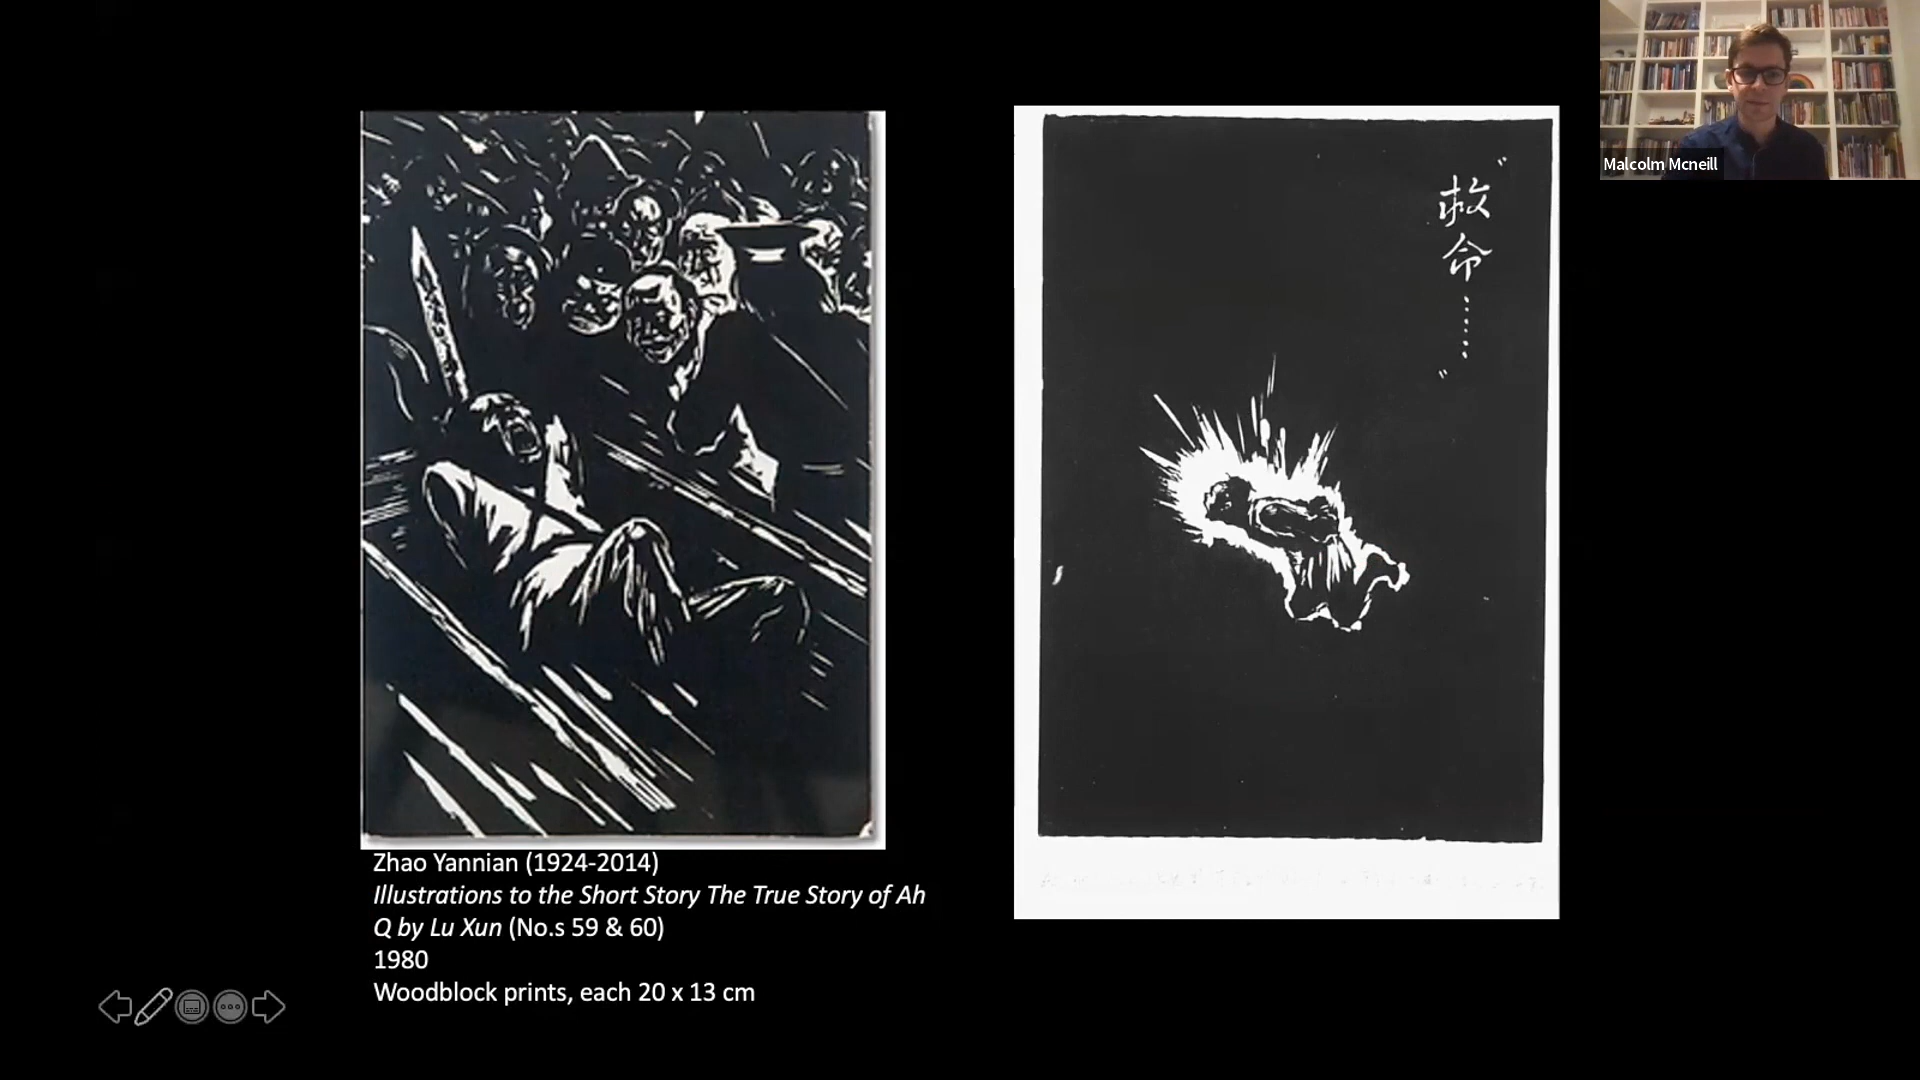 Malcolm Mcneill
"救命......"
Zhao Yannian (1924-2014)
Illustrations to the Short Story The True Story of Ah
Q by Lu Xun (No.s 59 & 60)
1980
Woodblock prints, each 20 x 13 cm